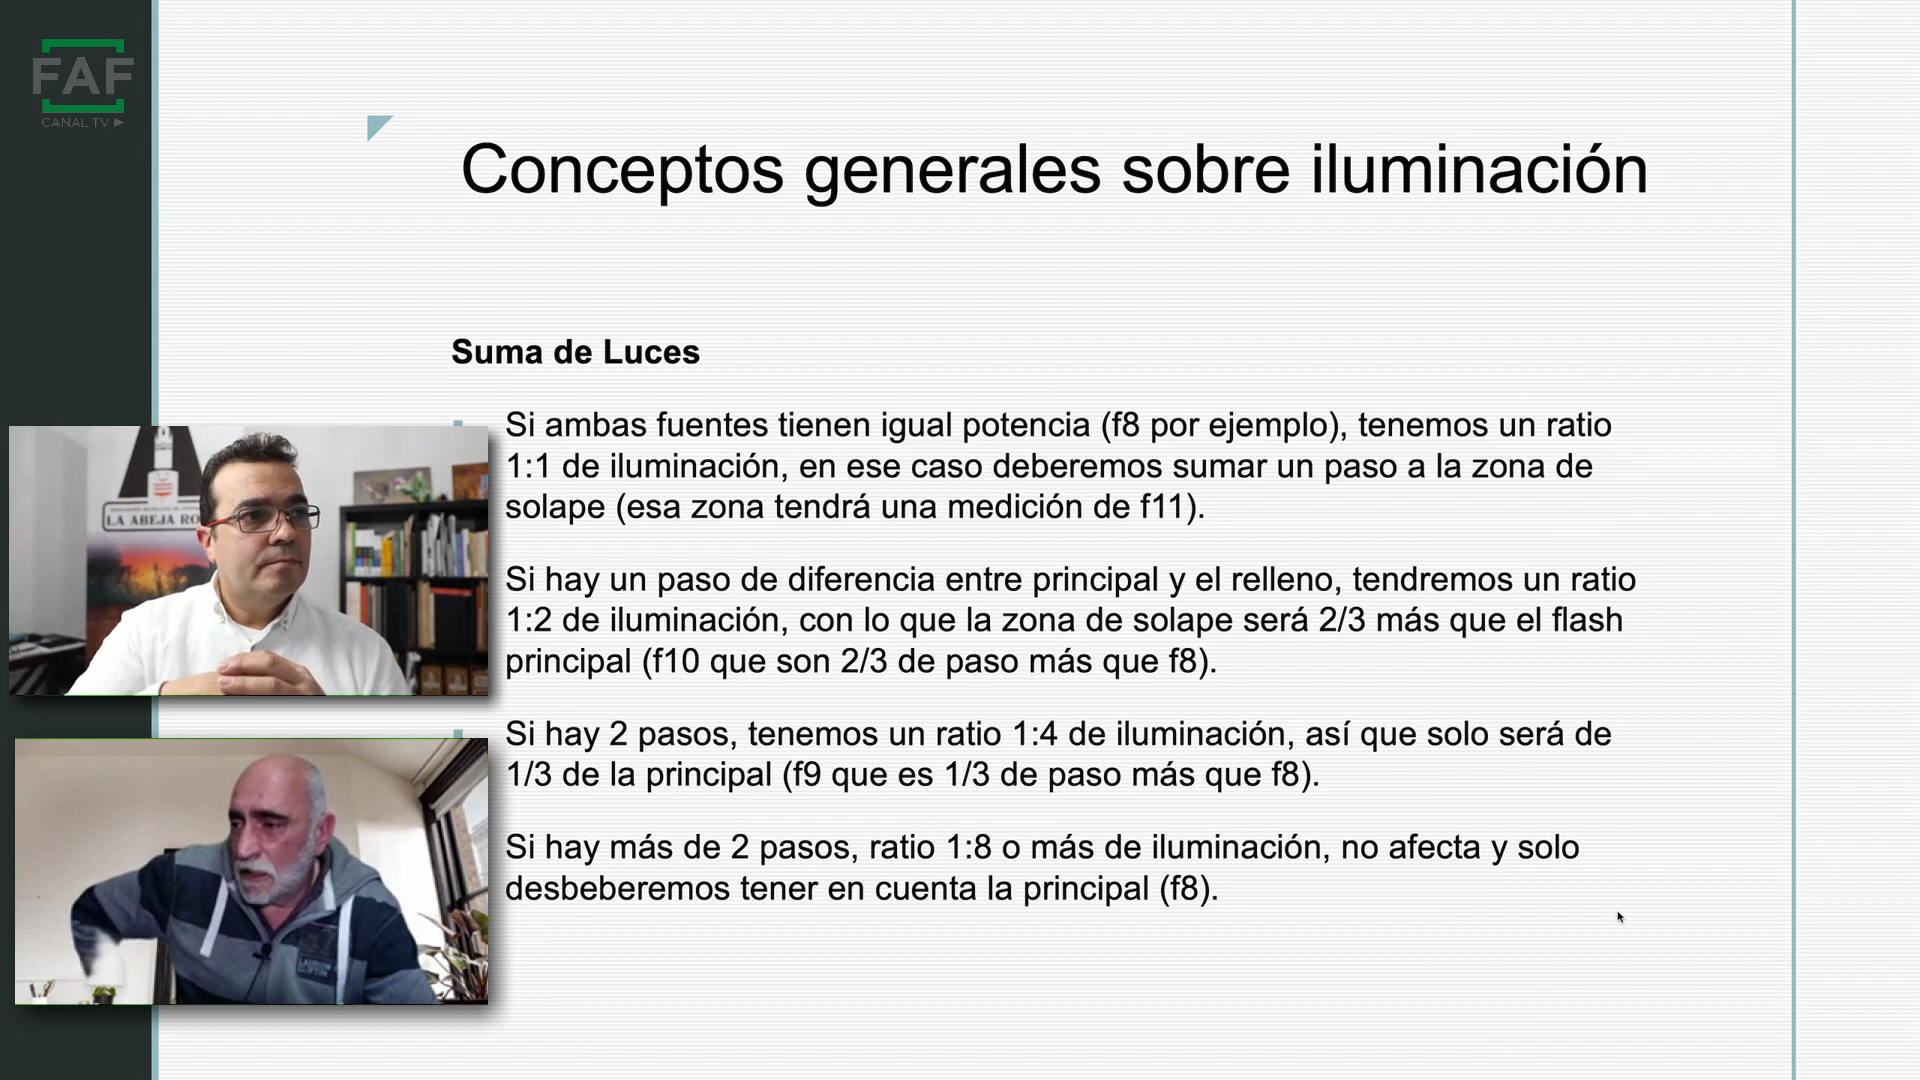 FAF
CANAL TV
Conceptos generales sobre iluminación
Suma de Luces
Si ambas fuentes tienen igual potencia (f8 por ejemplo), tenemos un ratio
1:1 de iluminación, en ese caso deberemos sumar un paso a la zona de
solape (esa zona tendrá una medición de f11).
Si hay un paso de diferencia entre principal y el relleno, tendremos un ratio
1:2 de iluminación, con lo que la zona de solape será 2/3 más que el flash
principal (f10 que son 2/3 de paso más que f8).
Si hay 2 pasos, tenemos un ratio 1:4 de iluminación, así que solo será de
1/3 de la principal (f9 que es 1/3 de paso más que f8).
Si hay más de 2 pasos, ratio 1:8 o más de iluminación, no afecta y solo
desbeberemos tener en cuenta la principal (f8).
LA ABEJA RO